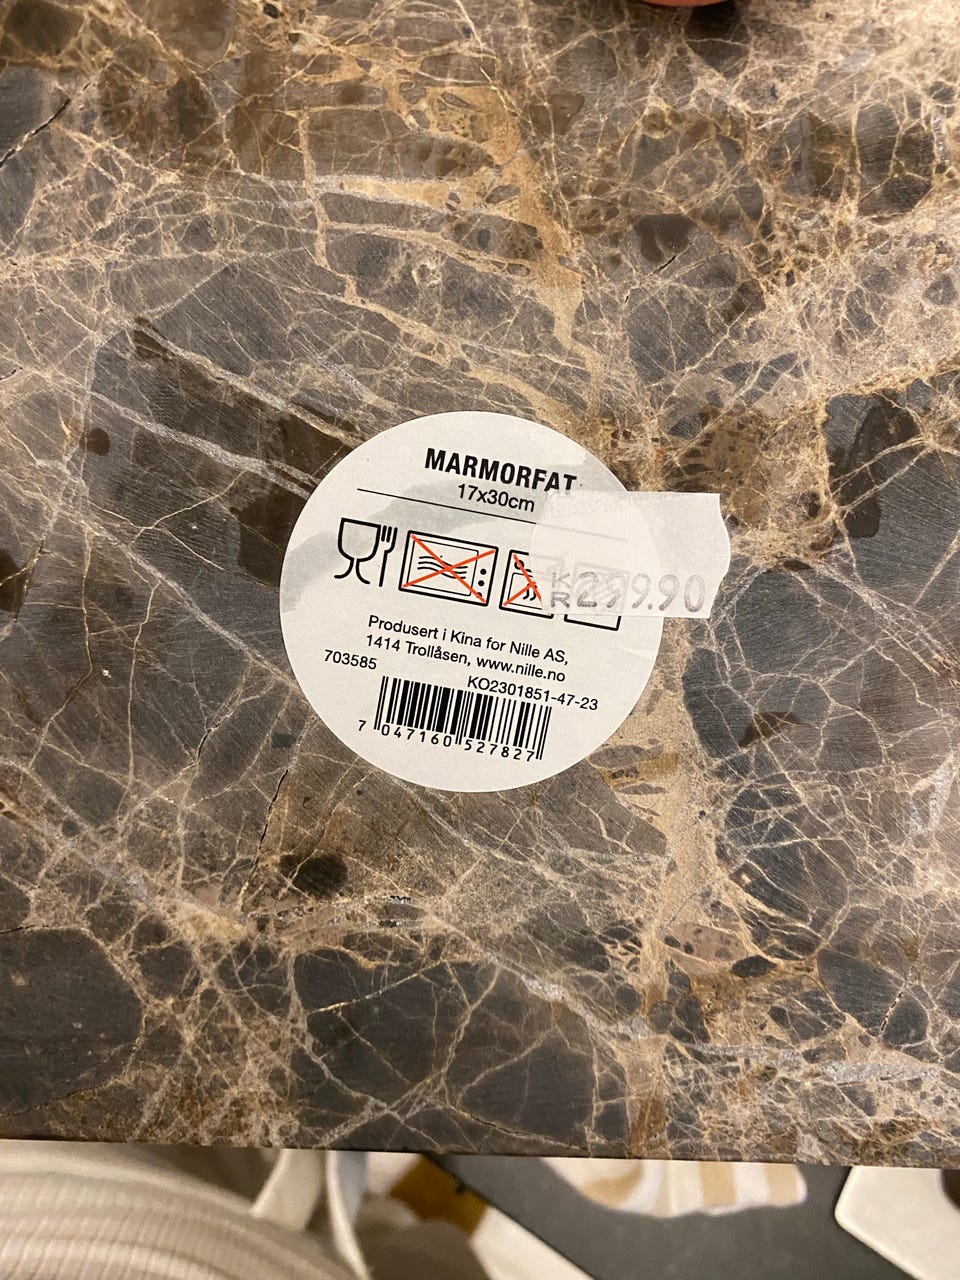 MARMORFAT
17x30cm
KR 299.90
Produsert i Kina for Nille AS,
1414 Trollåsen, www.nille.no
703585
KO2301851-47-23
7 047160 527827